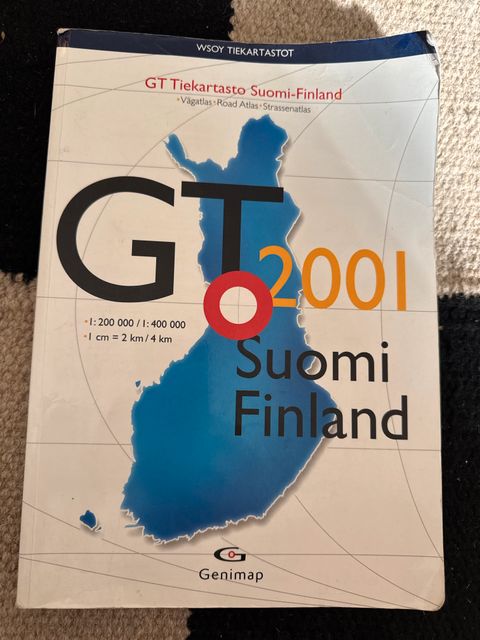 WSOY TIEKARTASTOT
GT Tiekartasto Suomi-Finland
•Vägatlas•Road Atlas•Strassenatlas
GT.2001
•1: 200 000 / 1: 400 000
•1 cm = 2 km / 4 km
Suomi
Finland
Genimap